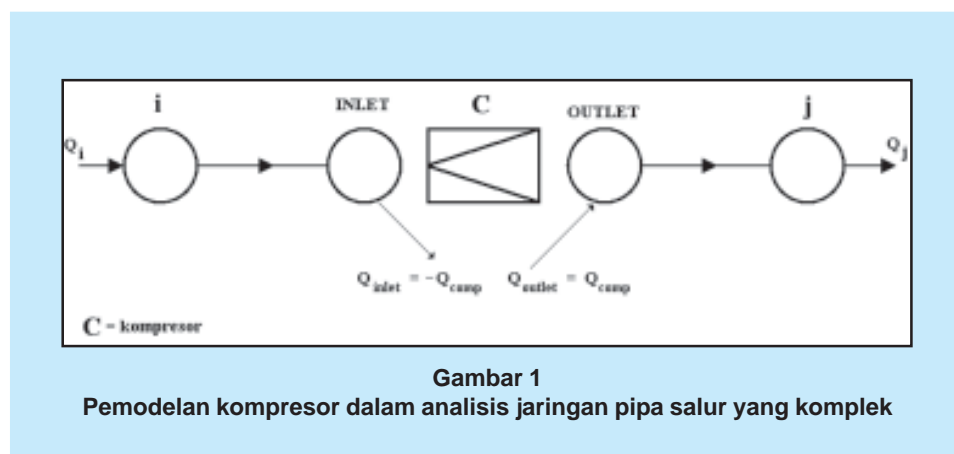 i INLET C OUTLET j
Qi Qj
Qinlet = -Qcomp Qoutlet = Qcomp
C = kompresor
Gambar 1
Pemodelan kompresor dalam analisis jaringan pipa salur yang komplek